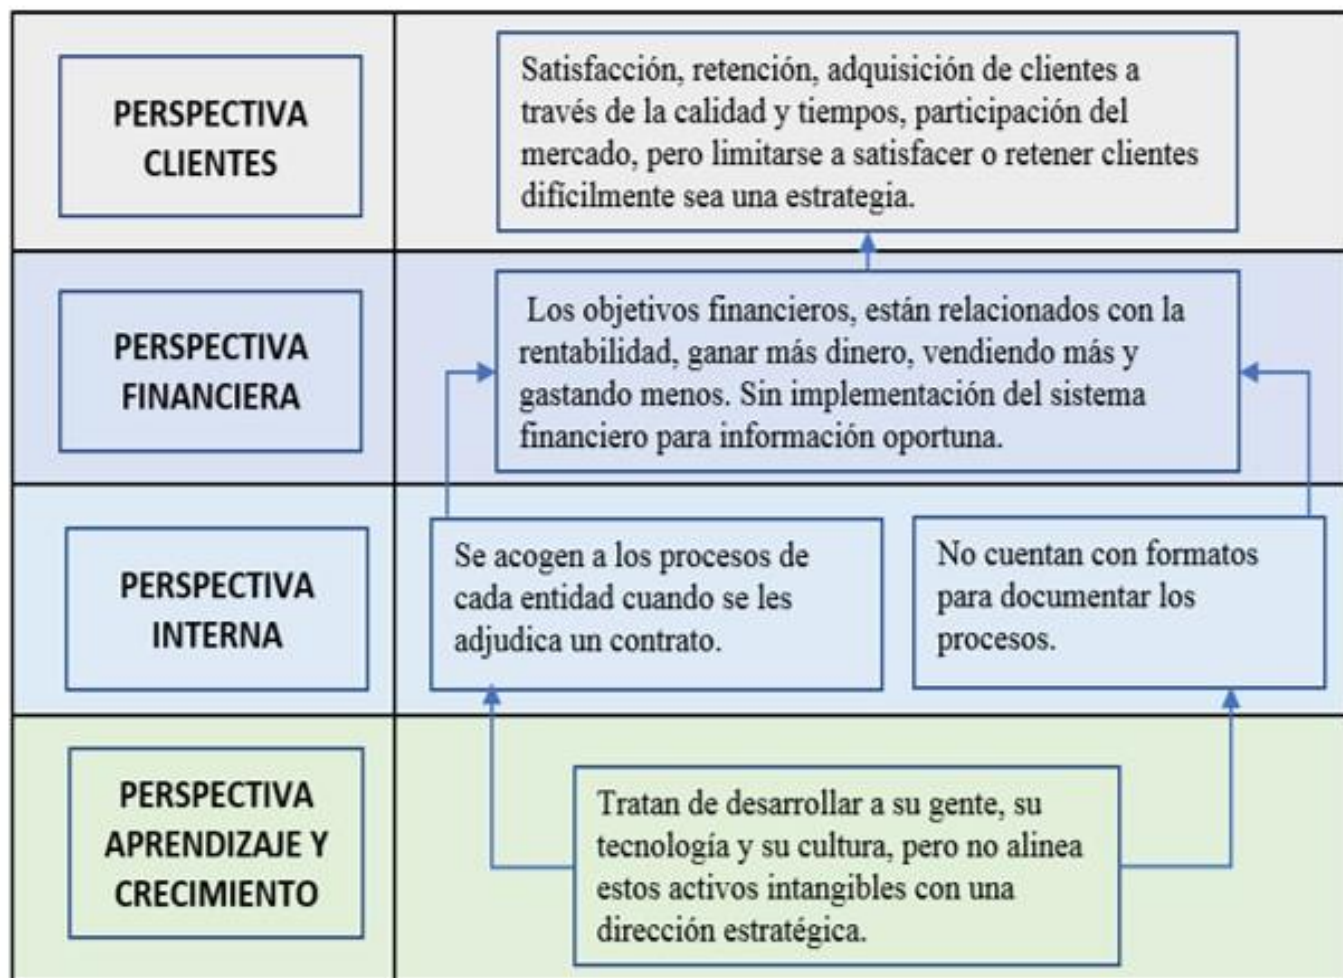 PERSPECTIVA
CLIENTES
Satisfacción, retención, adquisición de clientes a
través de la calidad y tiempos, participación del
mercado, pero limitarse a satisfacer o retener clientes
difícilmente sea una estrategia.
PERSPECTIVA
FINANCIERA
Los objetivos financieros, están relacionados con la
rentabilidad, ganar más dinero, vendiendo más y
gastando menos. Sin implementación del sistema
financiero para información oportuna.
PERSPECTIVA
INTERNA
Se acogen a los procesos de
cada entidad cuando se les
adjudica un contrato.
No cuentan con formatos
para documentar los
procesos.
PERSPECTIVA
APRENDIZAJE Y
CRECIMIENTO
Tratan de desarrollar a su gente, su
tecnología y su cultura, pero no alinea
estos activos intangibles con una
dirección estratégica.